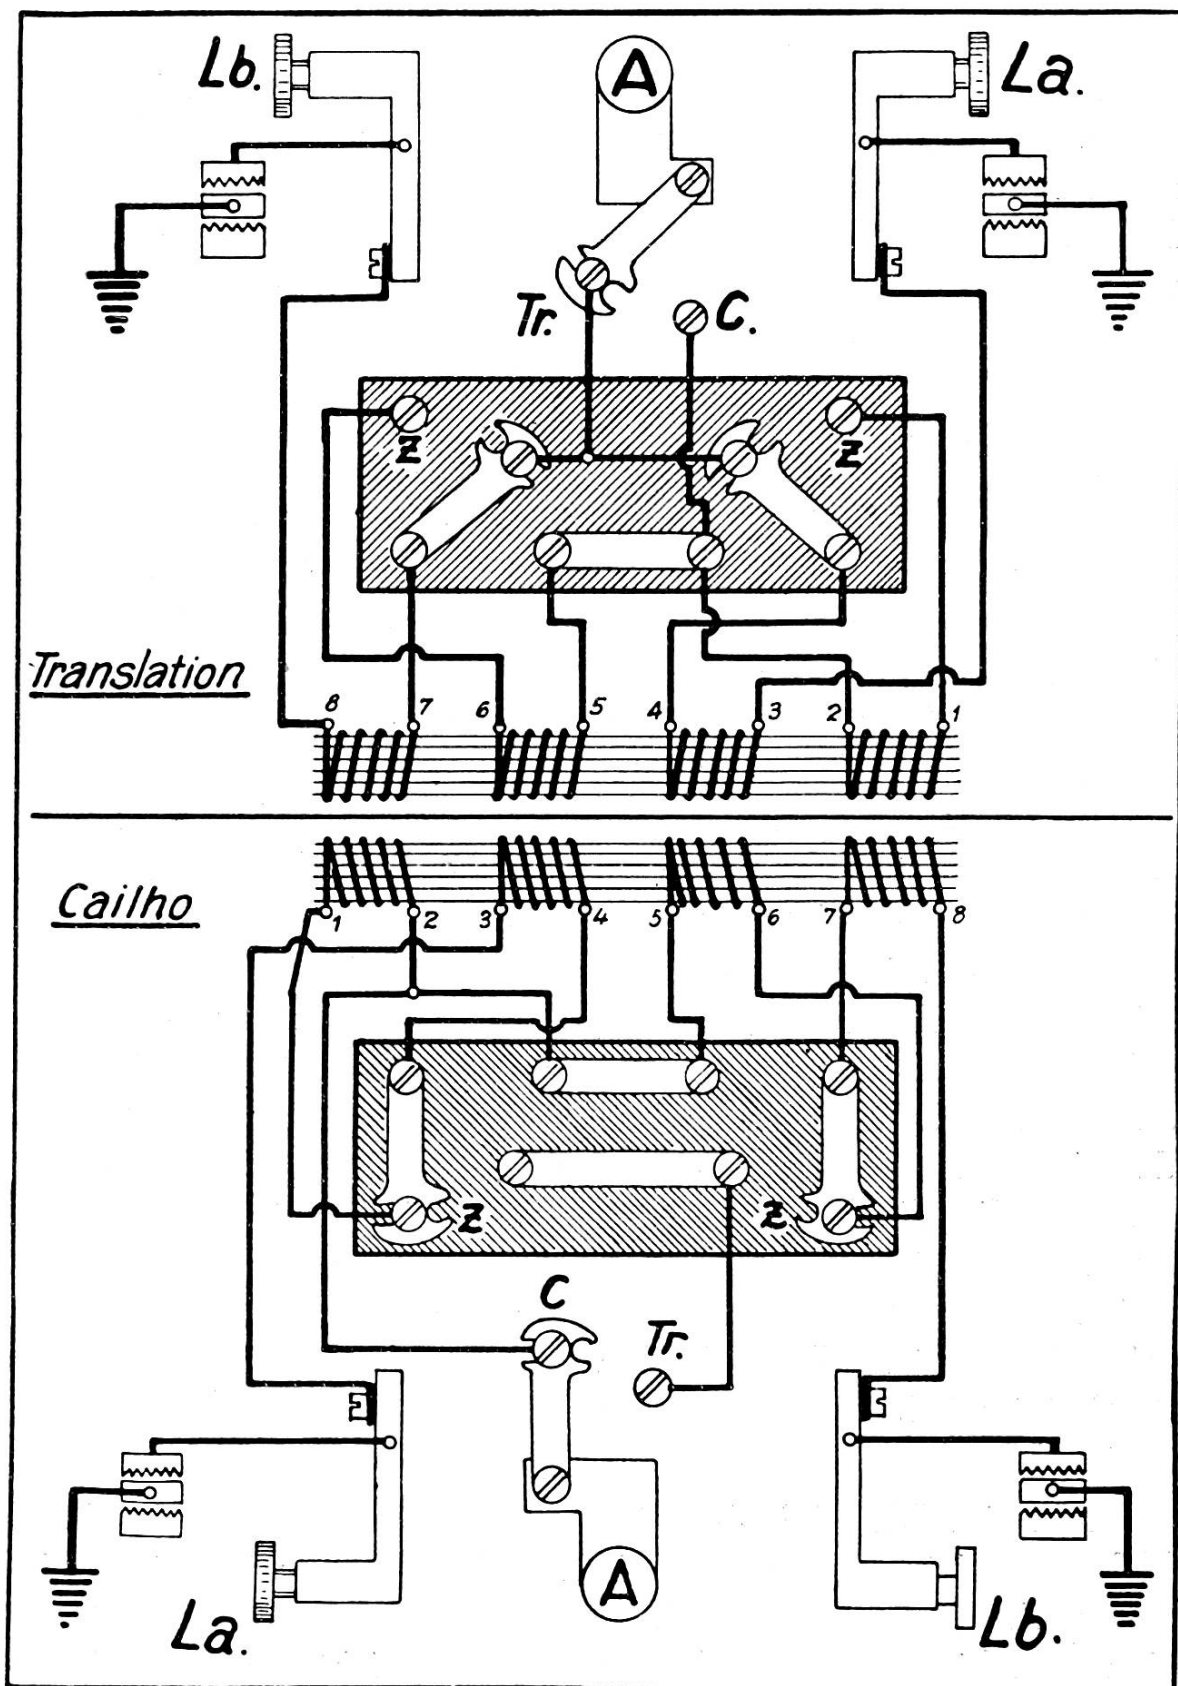 Lb. A La.
Tr. C.
Z Z
Translation
8 7 6 5 4 3 2 1
Cailho
1 2 3 4 5 6 7 8
Z Z
C
Tr.
A
La. Lb.